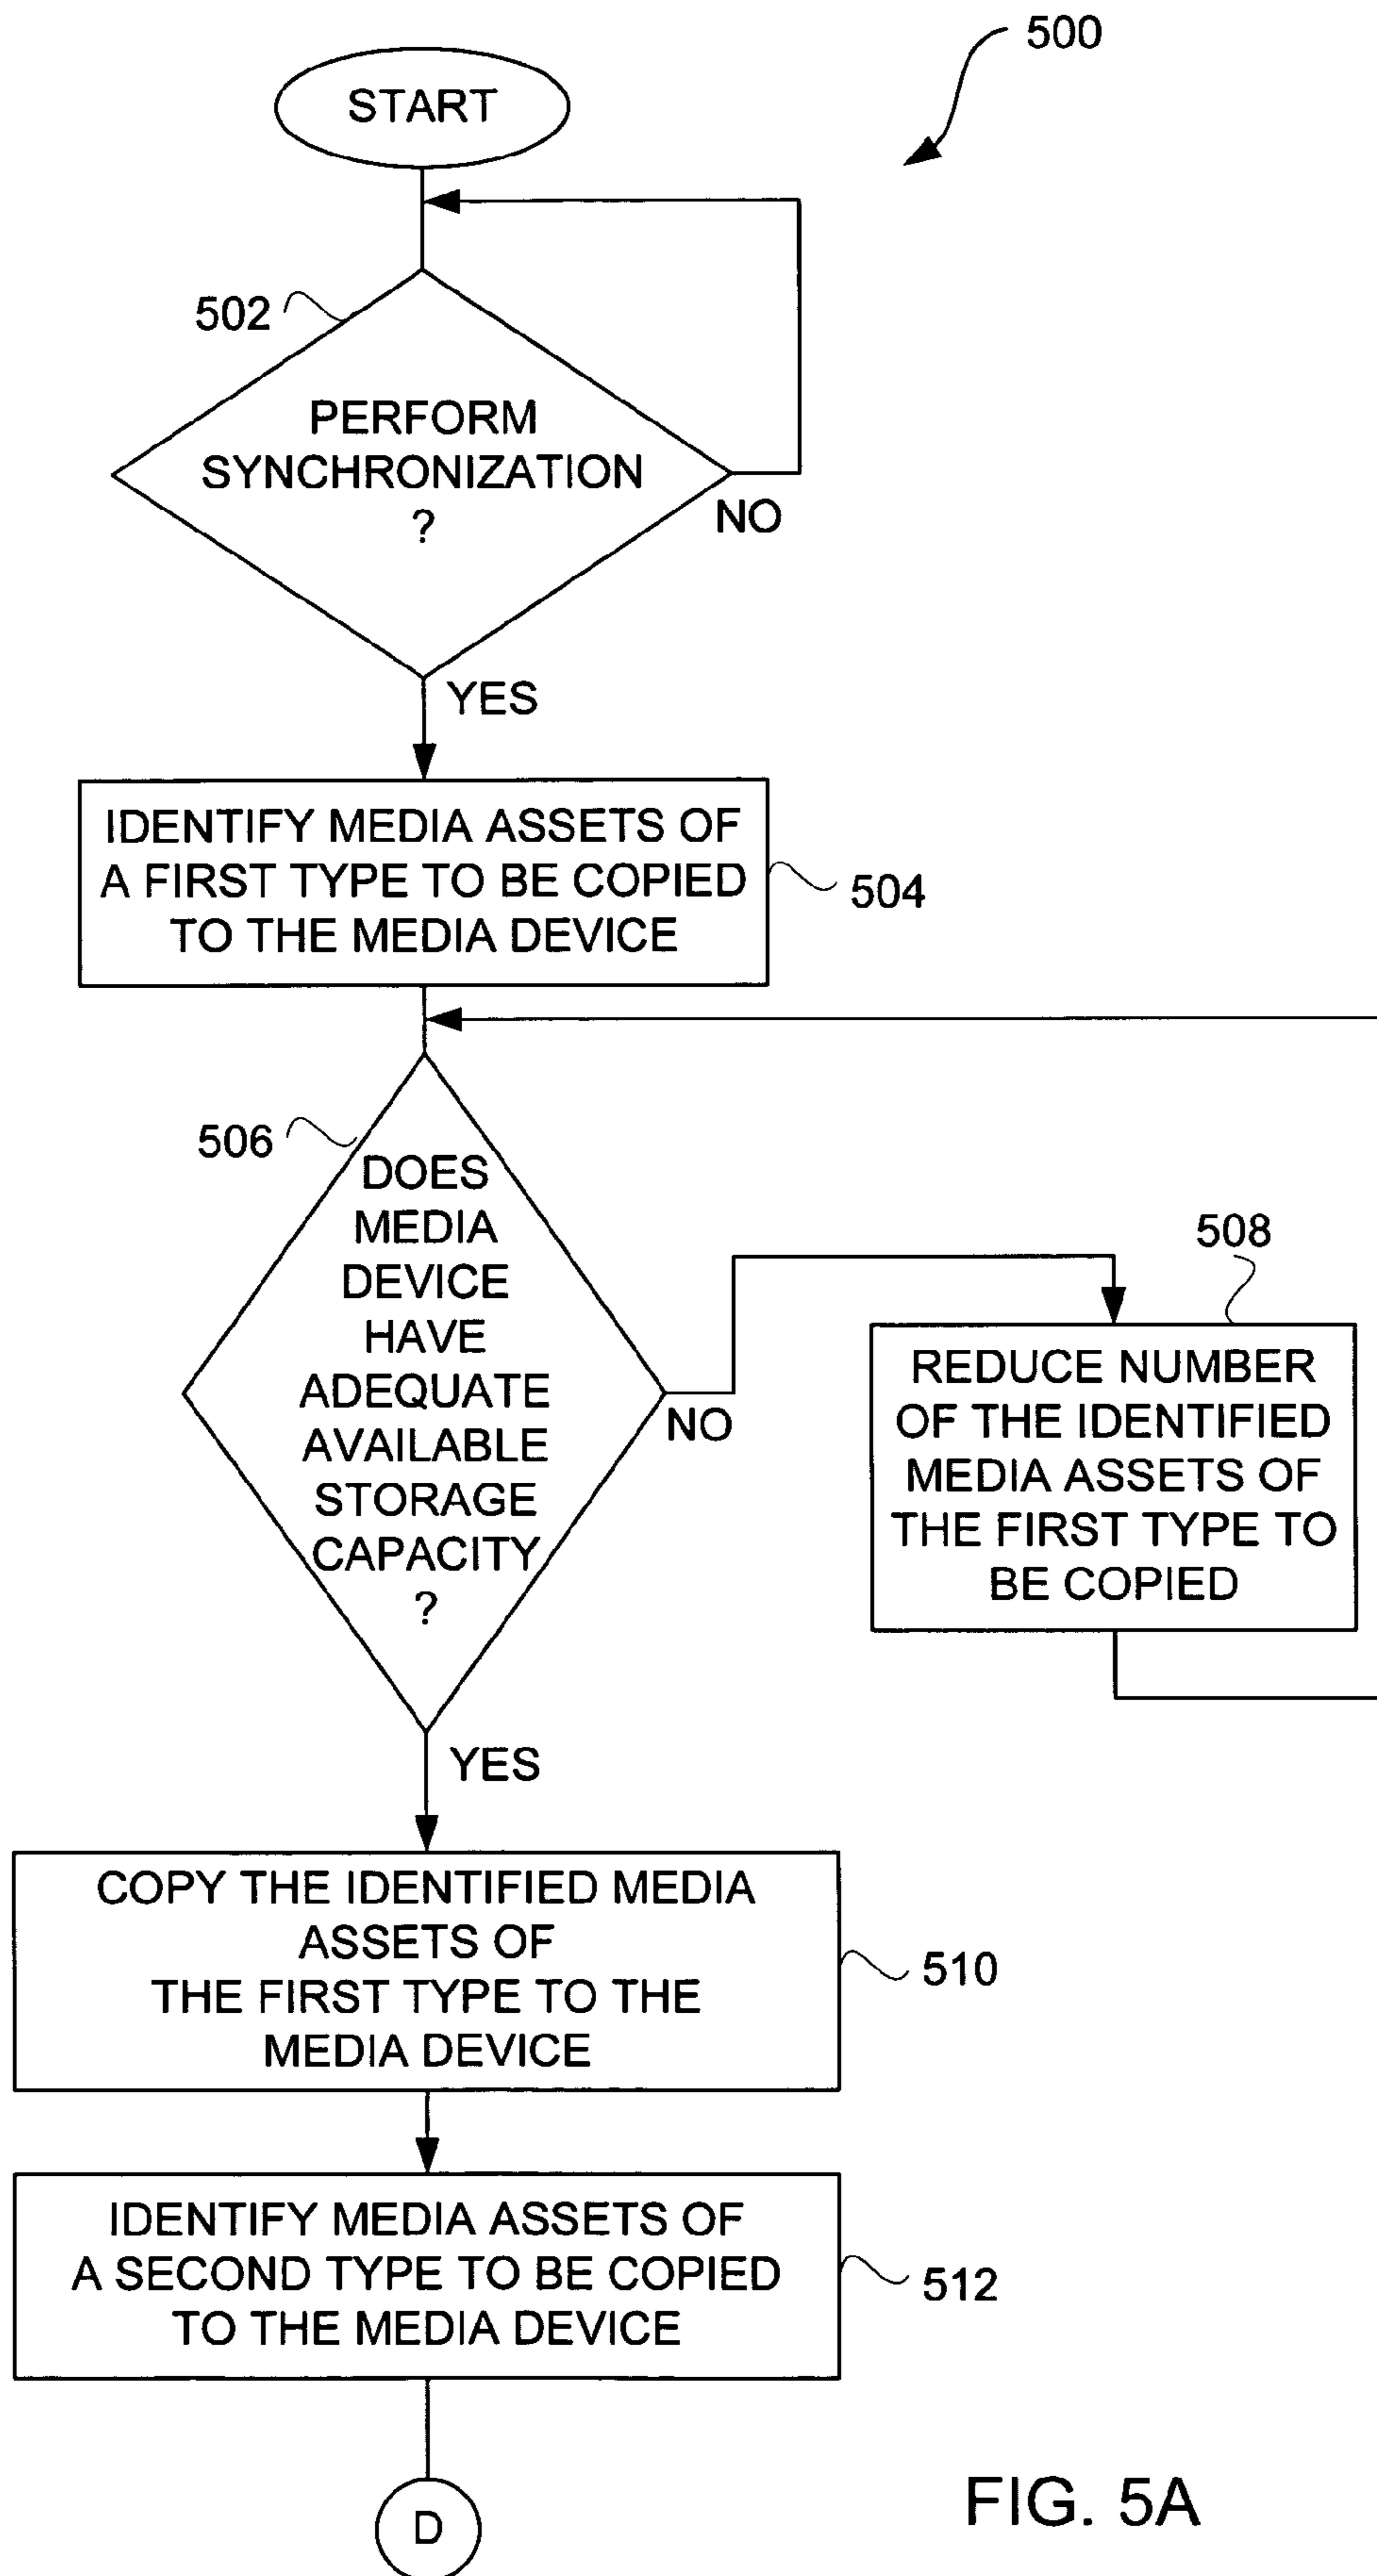 500
START
502
PERFORM
SYNCHRONIZATION
?
NO
YES
IDENTIFY MEDIA ASSETS OF
A FIRST TYPE TO BE COPIED
TO THE MEDIA DEVICE
504
506
DOES
MEDIA
DEVICE
HAVE
ADEQUATE
AVAILABLE
STORAGE
CAPACITY
?
NO
508
REDUCE NUMBER
OF THE IDENTIFIED
MEDIA ASSETS OF
THE FIRST TYPE TO
BE COPIED
YES
COPY THE IDENTIFIED MEDIA
ASSETS OF
THE FIRST TYPE TO THE
MEDIA DEVICE
510
IDENTIFY MEDIA ASSETS OF
A SECOND TYPE TO BE COPIED
TO THE MEDIA DEVICE
512
D
FIG. 5A